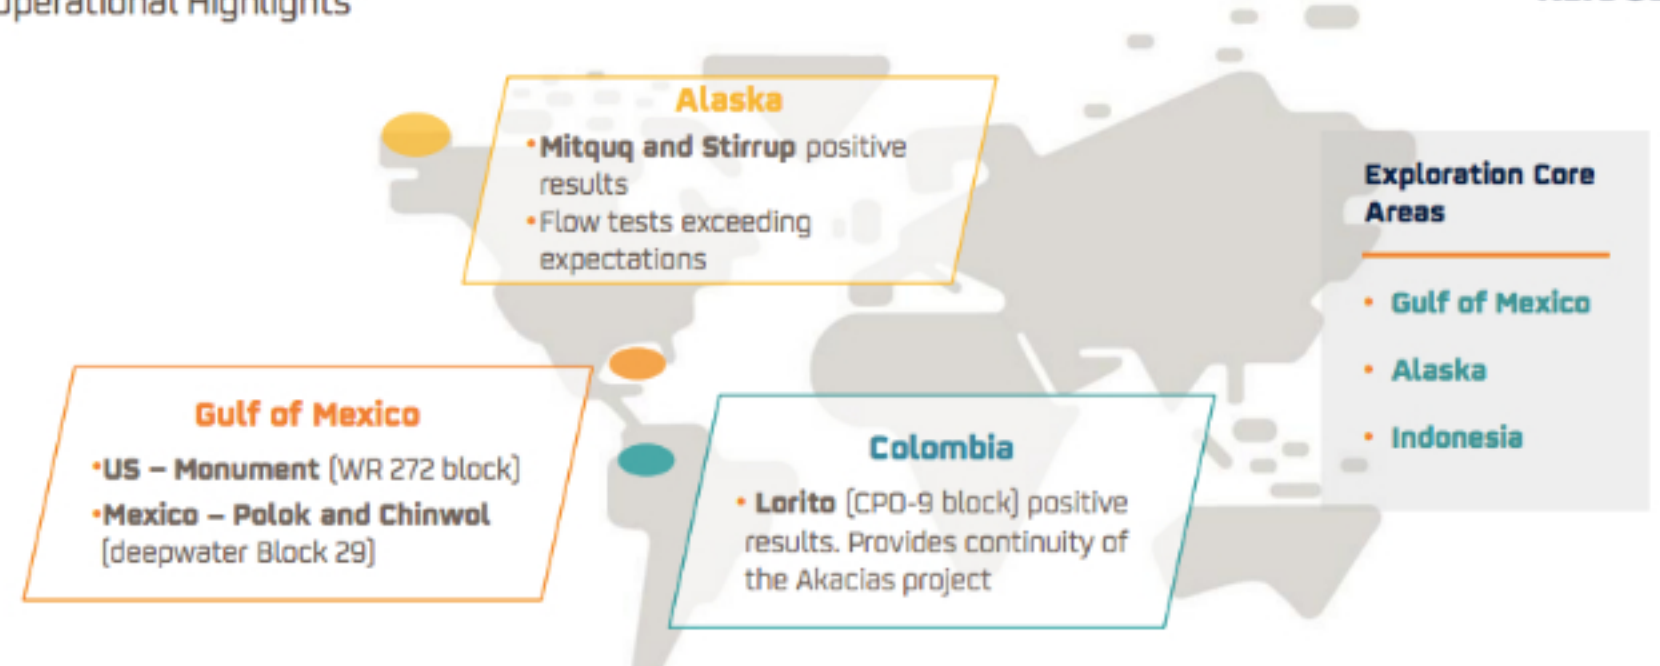 Operational Highlights
Alaska
•Mitquq and Stirrup positive
results
•Flow tests exceeding
expectations
Exploration Core
Areas
• Gulf of Mexico
• Alaska
• Indonesia
Gulf of Mexico
•US – Monument (WR 272 block)
•Mexico – Polok and Chinwol
(deepwater Block 29)
Colombia
• Lorito (CPO-9 block) positive
results. Provides continuity of
the Akacias project